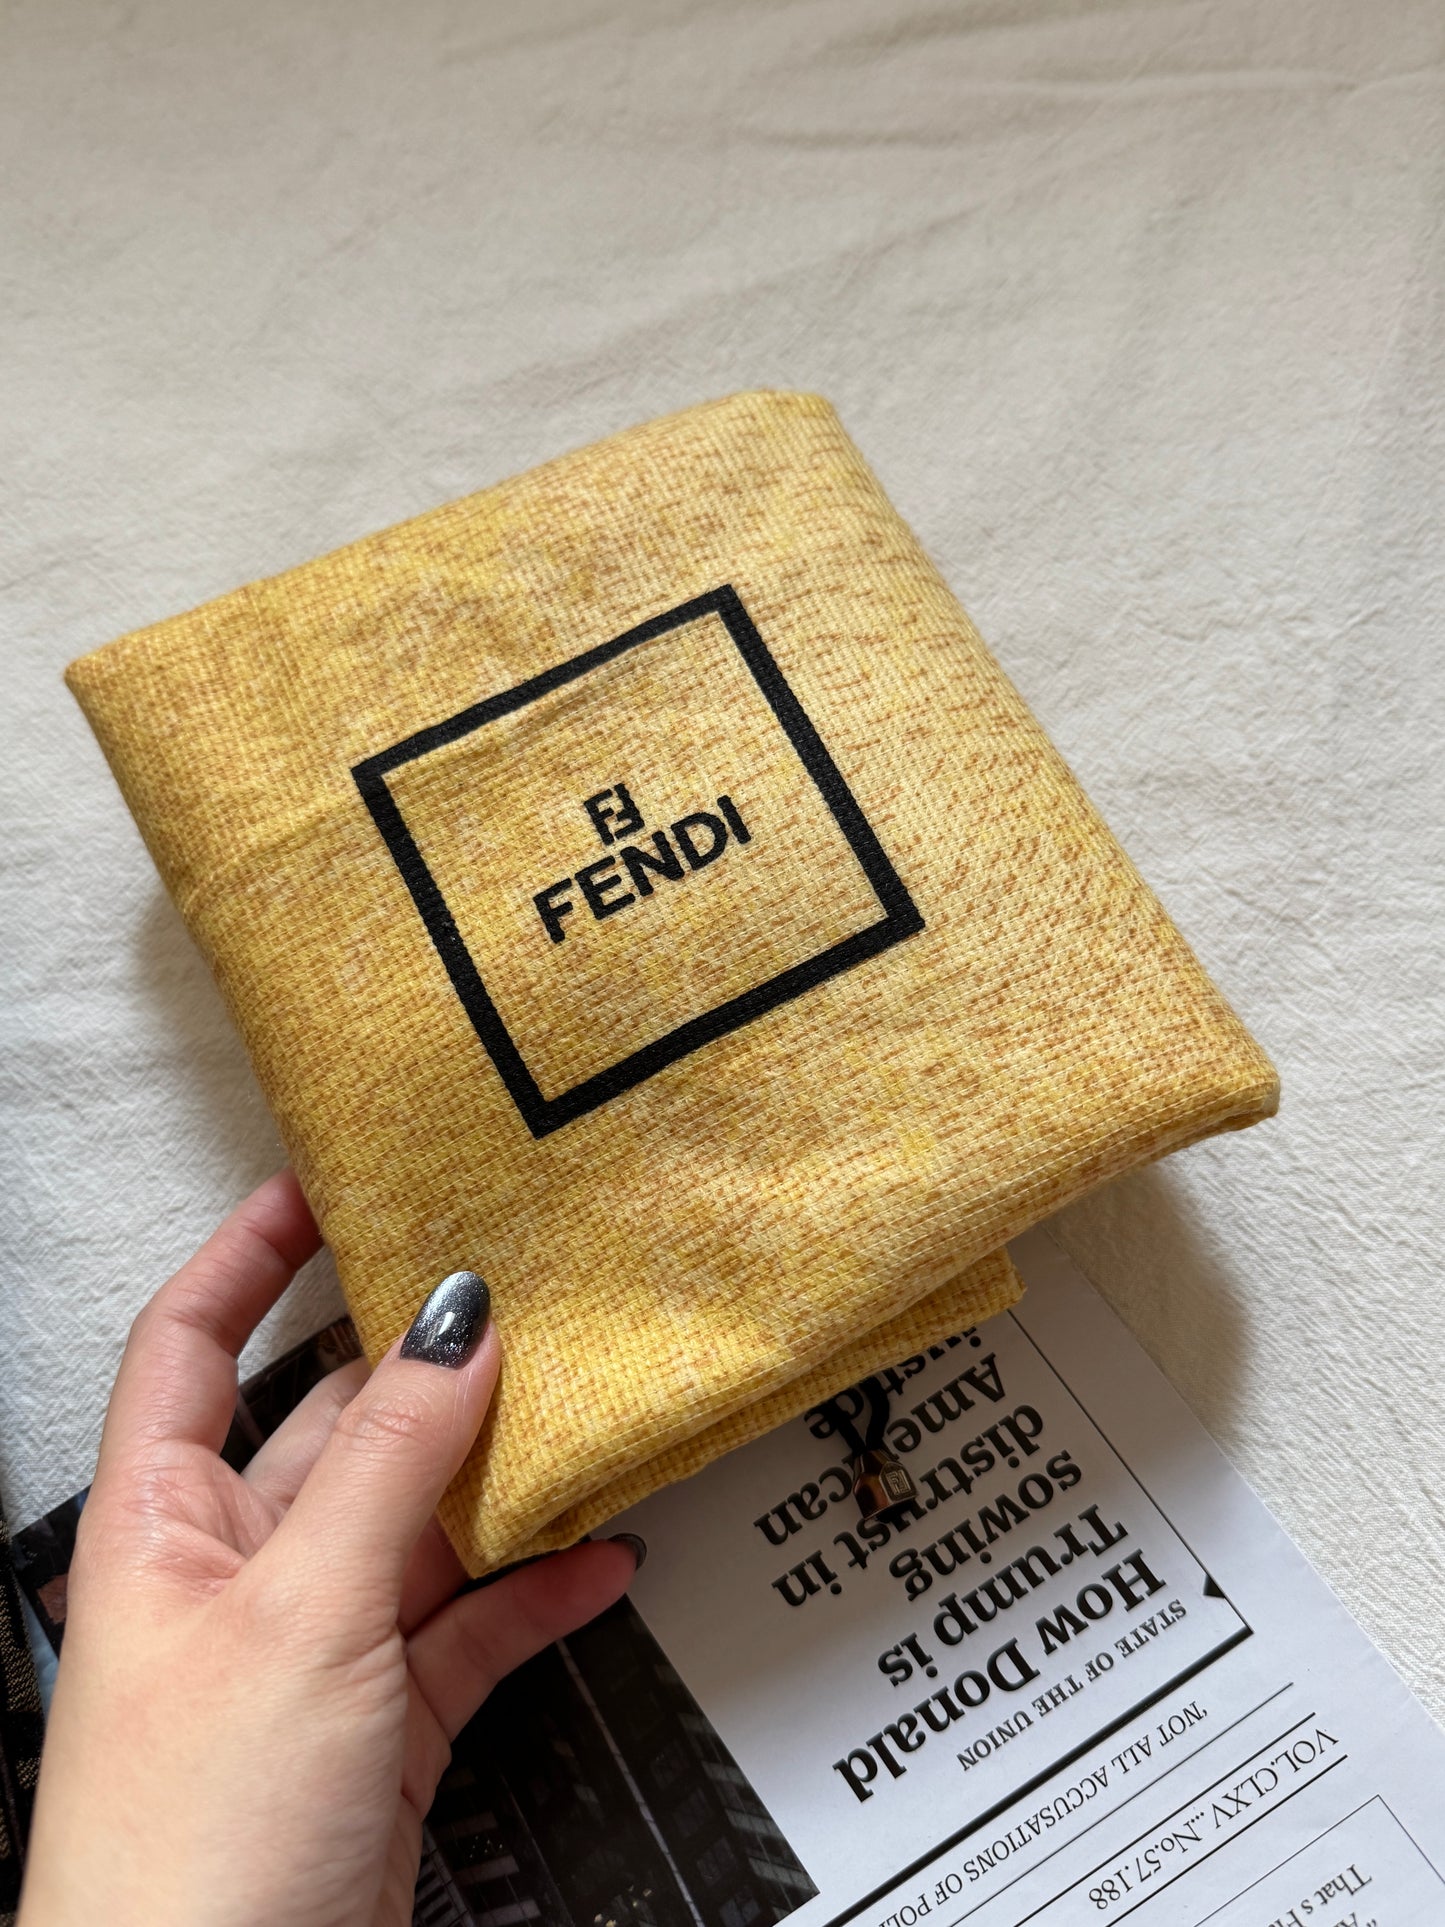 FF
FENDI
VOL.CLXV...No.57.188
'NOT ALL ACCUSATIONS OF
STATE OF THE UNION
How Donald
Trump is
sowing
distrust in
American
justice
That's